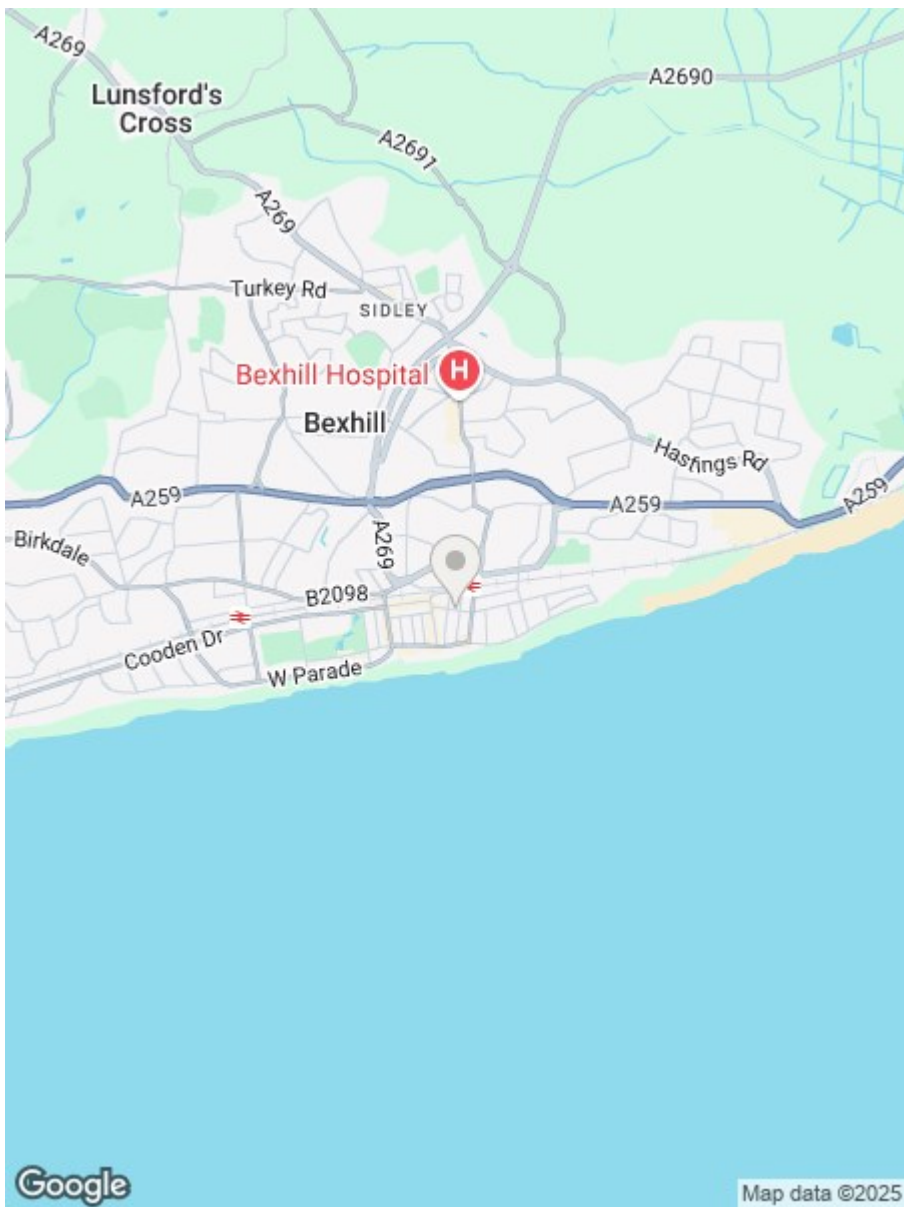 A269
A2690
Lunsford's
Cross
A2691
A269
Turkey Rd
SIDLEY
Bexhill Hospital
H
Bexhill
Hastings Rd
A259
A259
A259
Birkdale
A269
B2098
Cooden Dr
W Parade
Google
Map data ©2025